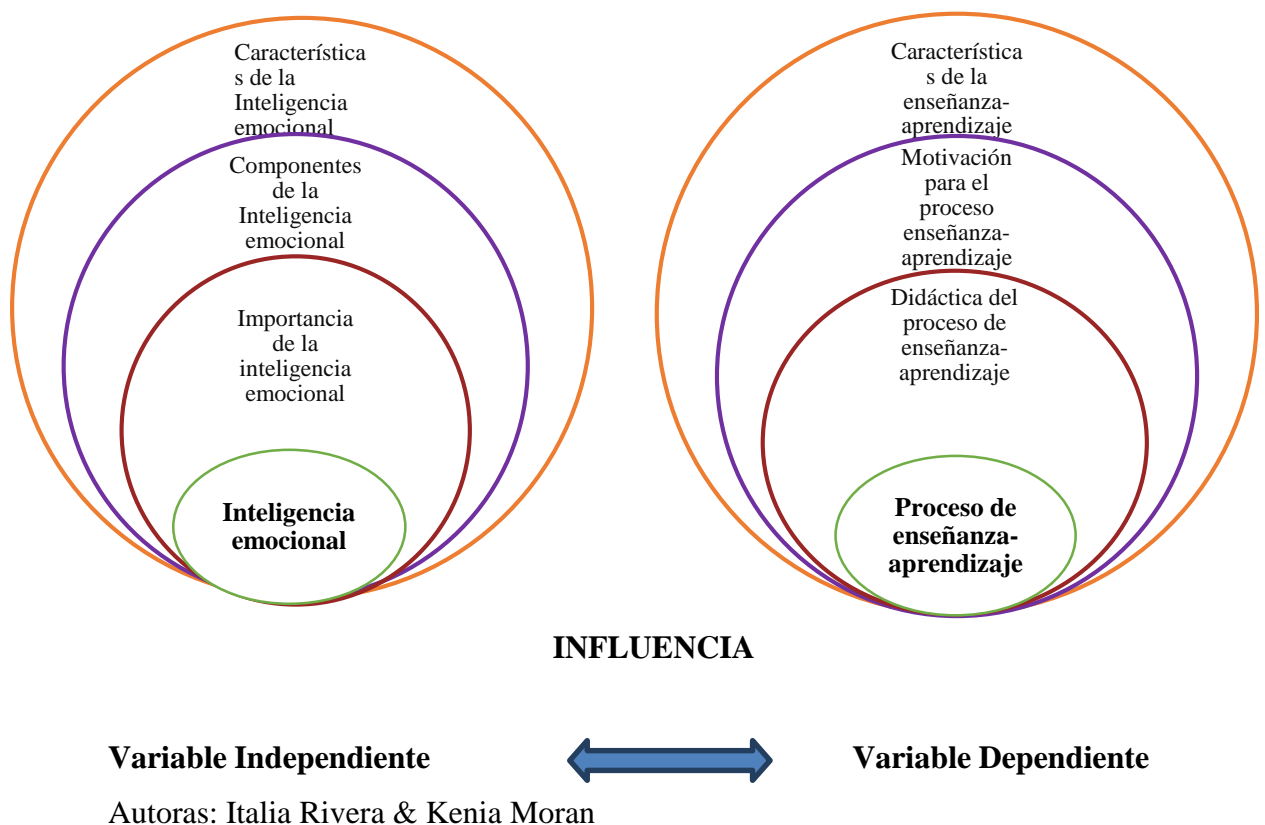 Característica
s de la
Inteligencia
emocional
Componentes
de la
Inteligencia
emocional
Importancia
de la
inteligencia
emocional
Inteligencia
emocional
Característica
s de la
enseñanza-
aprendizaje
Motivación
para el
proceso
enseñanza-
aprendizaje
Didáctica del
proceso de
enseñanza-
aprendizaje
Proceso de
enseñanza-
aprendizaje
INFLUENCIA
Variable Independiente
Variable Dependiente
Autoras: Italia Rivera & Kenia Moran